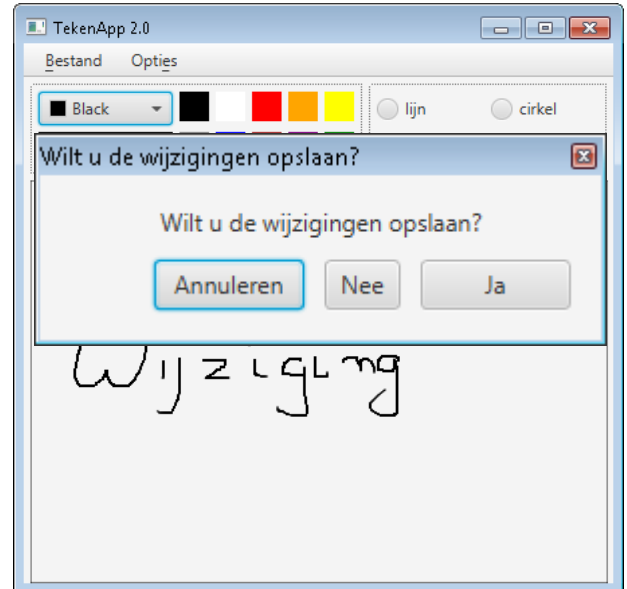 TekenApp 2.0
Bestand Opties
Black lijn cirkel
Wilt u de wijzigingen opslaan?
Wilt u de wijzigingen opslaan?
Annuleren Nee Ja
Wijziging